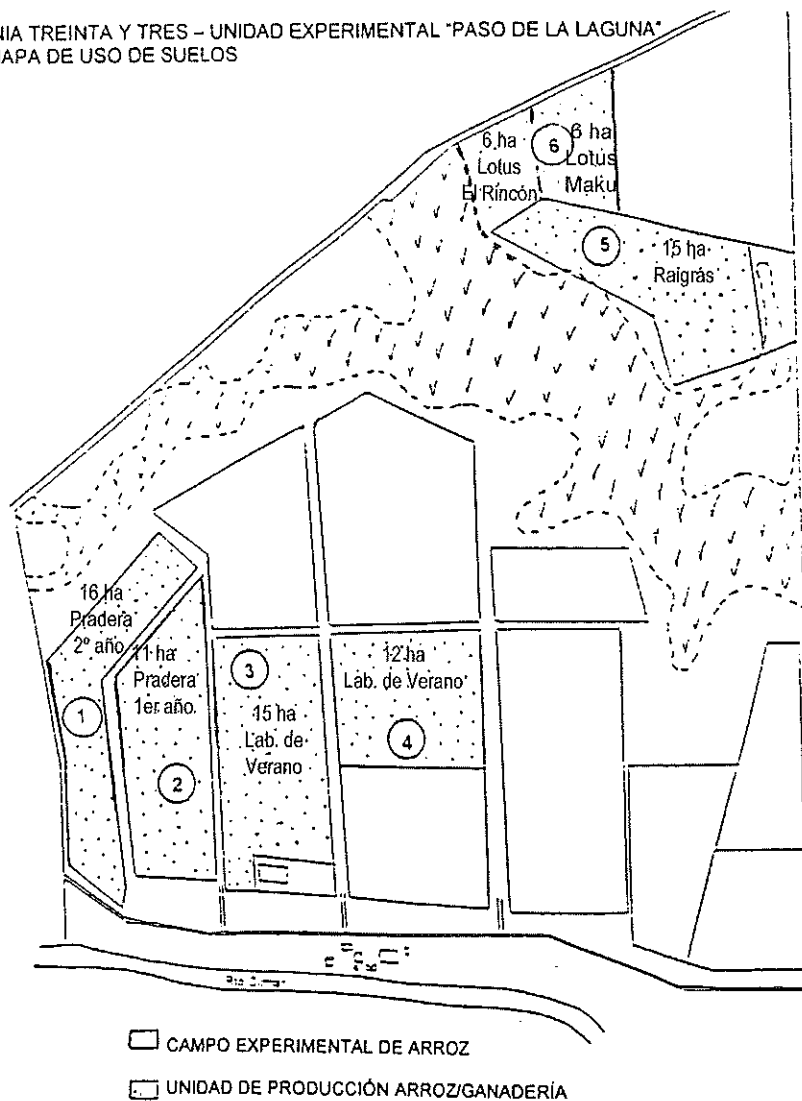 NIA TREINTA Y TRES – UNIDAD EXPERIMENTAL "PASO DE LA LAGUNA"
MAPA DE USO DE SUELOS
6 ha
Lotus
El Rincón
6
6 ha
Lotus
Maku
5
15 ha
Raigrás
16 ha
Pradera
2º año
1
11 ha
Pradera
1er año.
2
3
15 ha
Lab. de
Verano
12 ha
Lab. de Verano
4
CAMPO EXPERIMENTAL DE ARROZ
UNIDAD DE PRODUCCIÓN ARROZ/GANADERÍA